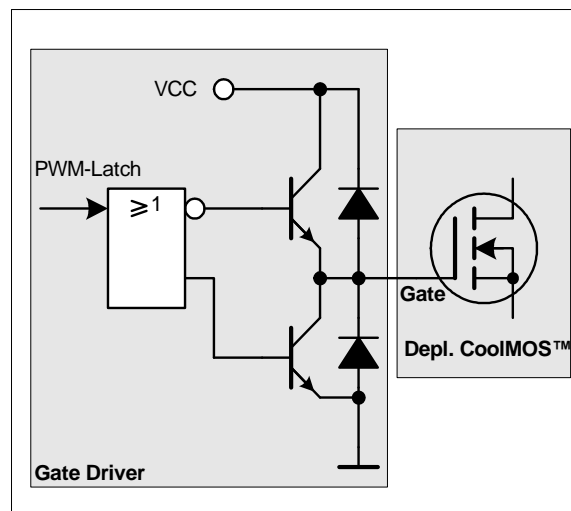 VCC
PWM-Latch
≥1
Gate
Depl. CoolMOS™
Gate Driver